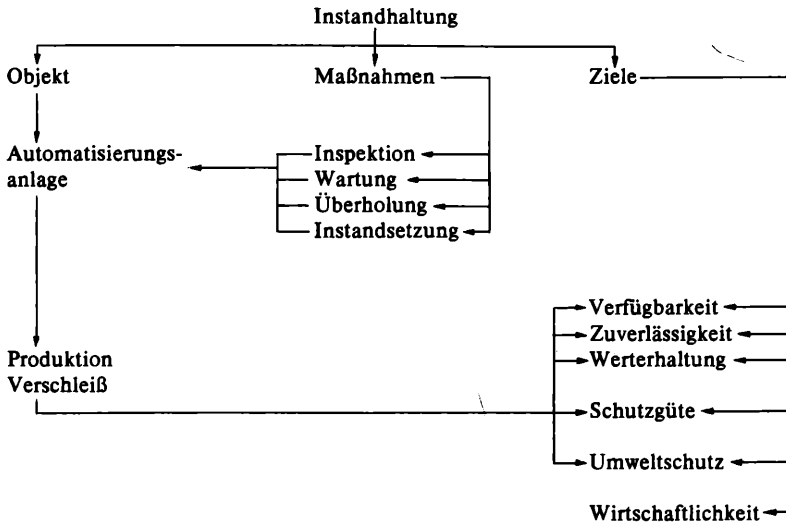 Instandhaltung
Objekt
Maßnahmen
Ziele
Automatisierungs-
anlage
Inspektion
Wartung
Überholung
Instandsetzung
Produktion
Verschleiß
Verfügbarkeit
Zuverlässigkeit
Werterhaltung
Schutzgüte
Umweltschutz
Wirtschaftlichkeit